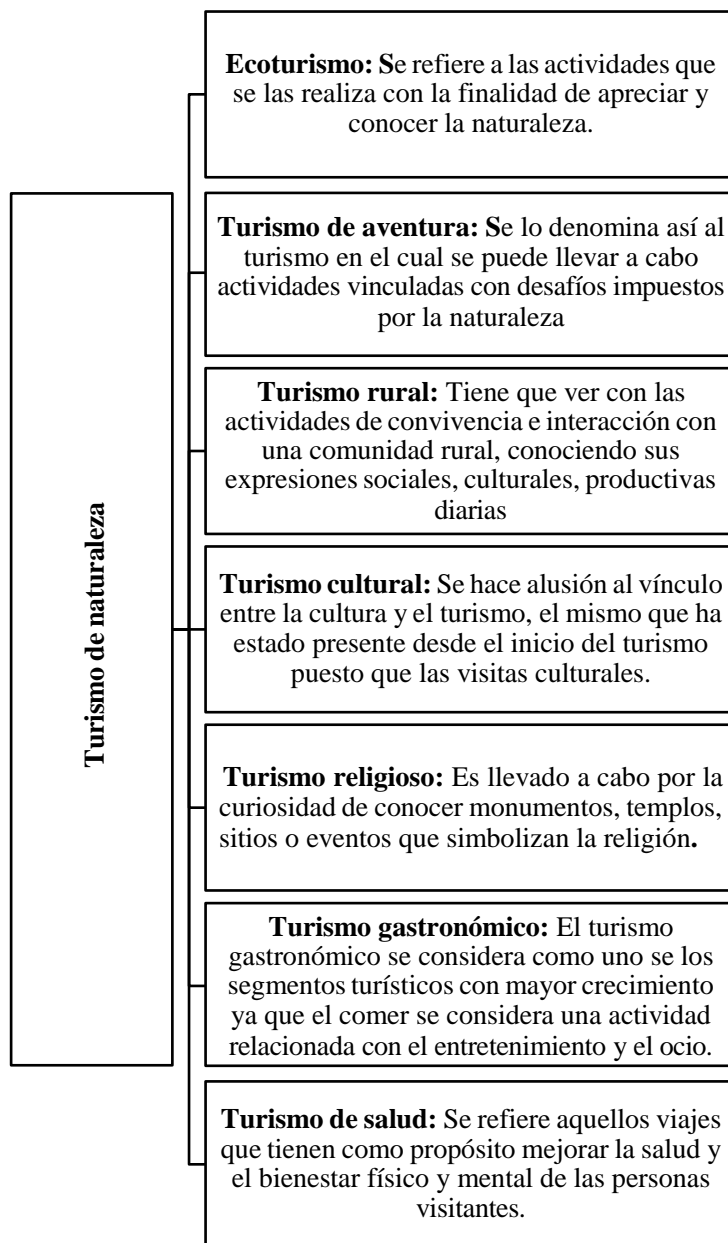 Turismo de naturaleza
Ecoturismo: Se refiere a las actividades que
se las realiza con la finalidad de apreciar y
conocer la naturaleza.
Turismo de aventura: Se lo denomina así al
turismo en el cual se puede llevar a cabo
actividades vinculadas con desafíos impuestos
por la naturaleza
Turismo rural: Tiene que ver con las
actividades de convivencia e interacción con
una comunidad rural, conociendo sus
expresiones sociales, culturales, productivas
diarias
Turismo cultural: Se hace alusión al vínculo
entre la cultura y el turismo, el mismo que ha
estado presente desde el inicio del turismo
puesto que las visitas culturales.
Turismo religioso: Es llevado a cabo por la
curiosidad de conocer monumentos, templos,
sitios o eventos que simbolizan la religión.
Turismo gastronómico: El turismo
gastronómico se considera como uno se los
segmentos turísticos con mayor crecimiento
ya que el comer se considera una actividad
relacionada con el entretenimiento y el ocio.
Turismo de salud: Se refiere aquellos viajes
que tienen como propósito mejorar la salud y
el bienestar físico y mental de las personas
visitantes.